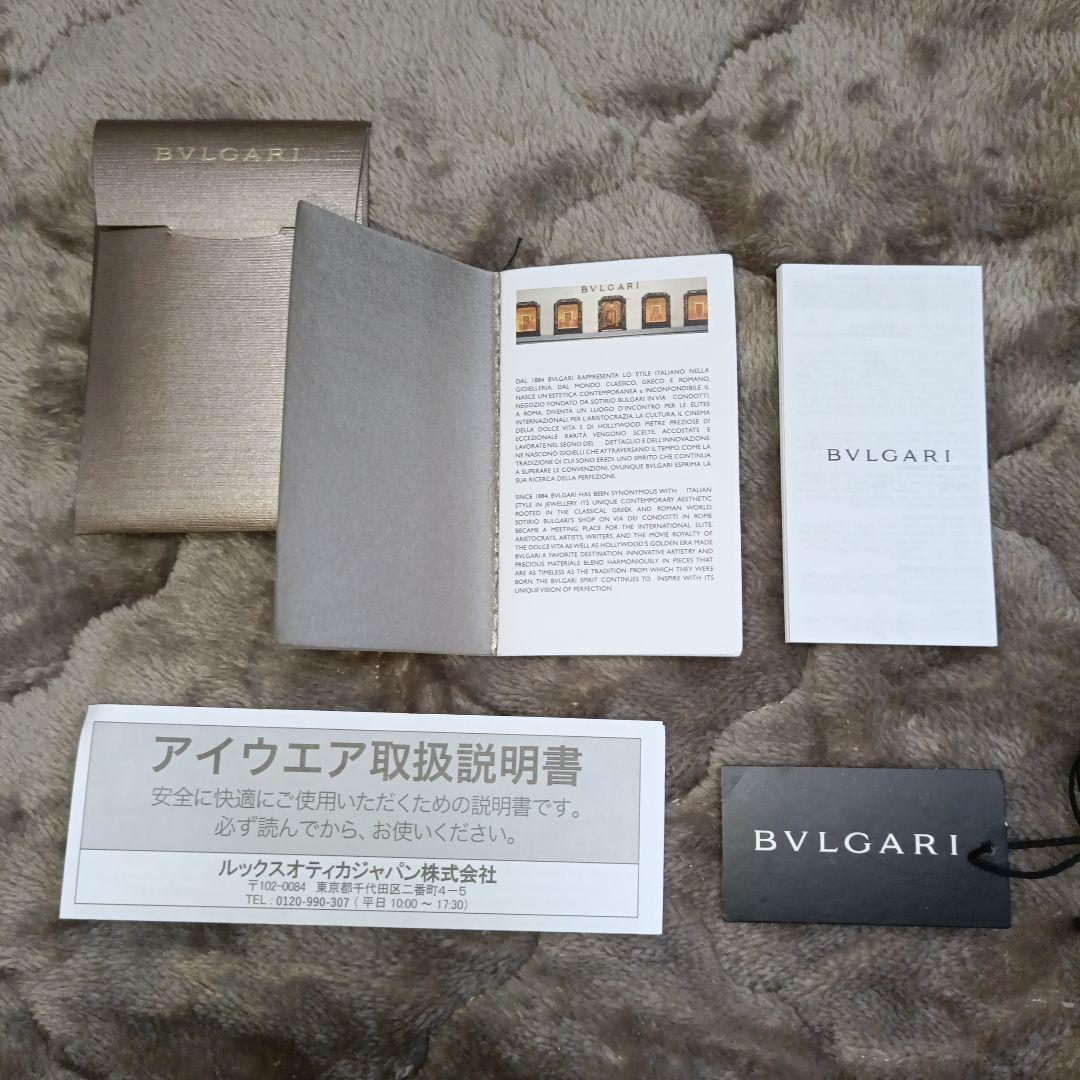 BVLGARI
BVLGARI
DAL 1884 BVLGARI RAPPRESENTA LO STILE ITALIANO NELLA
GIOIELLERIA. DAL MONDO CLASSICO, GRECO E ROMANO,
NASCE UN'ESTETICA CONTEMPORANEA e INCONFONDIBILE IL
NEGOZIO FONDATO DA SOTIRIO BULGARI IN VIA CONDOTTI,
A ROMA, DIVENTA UN LUOGO D'INCONTRO PER LE ÉLITES
INTERNAZIONALI: PER L'ARISTOCRAZIA, LA CULTURA, IL CINEMA
DELLA DOLCE VITA E DI HOLLYWOOD. PIETRE PREZIOSE DI
ECCEZIONALE RARITÀ VENGONO SCELTE, ACCOSTATE E
LAVORATE NEL SEGNO DEL DETTAGLIO E DELL'INNOVAZIONE:
NE NASCONO GIOIELLI CHE ATTRAVERSANO IL TEMPO. COME LA
TRADIZIONE DI CUI SONO EREDI. UNO SPIRITO CHE CONTINUA
A SUPERARE LE CONVENZIONI, OVUNQUE BVLGARI ESPRIMA LA
SUA RICERCA DELLA PERFEZIONE.
SINCE 1884, BVLGARI HAS BEEN SYNONYMOUS WITH ITALIAN
STYLE IN JEWELLERY. ITS UNIQUE CONTEMPORARY AESTHETIC
ROOTED IN THE CLASSICAL GREEK AND ROMAN WORLD.
SOTIRIO BULGARI'S SHOP ON VIA DEI CONDOTTI IN ROME
BECAME A MEETING PLACE FOR THE INTERNATIONAL ELITE.
ARISTOCRATS, ARTISTS, WRITERS, AND THE MOVIE ROYALTY OF
THE DOLCE VITA AS WELL AS HOLLYWOOD'S GOLDEN ERA MADE
BVLGARI A FAVORITE DESTINATION. INNOVATIVE ARTISTRY AND
PRECIOUS MATERIALS BLEND HARMONIOUSLY IN PIECES THAT
ARE AS TIMELESS AS THE TRADITION FROM WHICH THEY WERE
BORN. THE BVLGARI SPIRIT CONTINUES TO INSPIRE WITH ITS
UNIQUE VISION OF PERFECTION.
BVLGARI
アイウエア取扱説明書
安全に快適にご使用いただくための説明書です。
必ず読んでから、お使いください。
ルックスオティカジャパン株式会社
〒102-0084 東京都千代田区二番町4－5
TEL : 0120-990-307 ( 平日 10:00 ～ 17:30)
BVLGARI